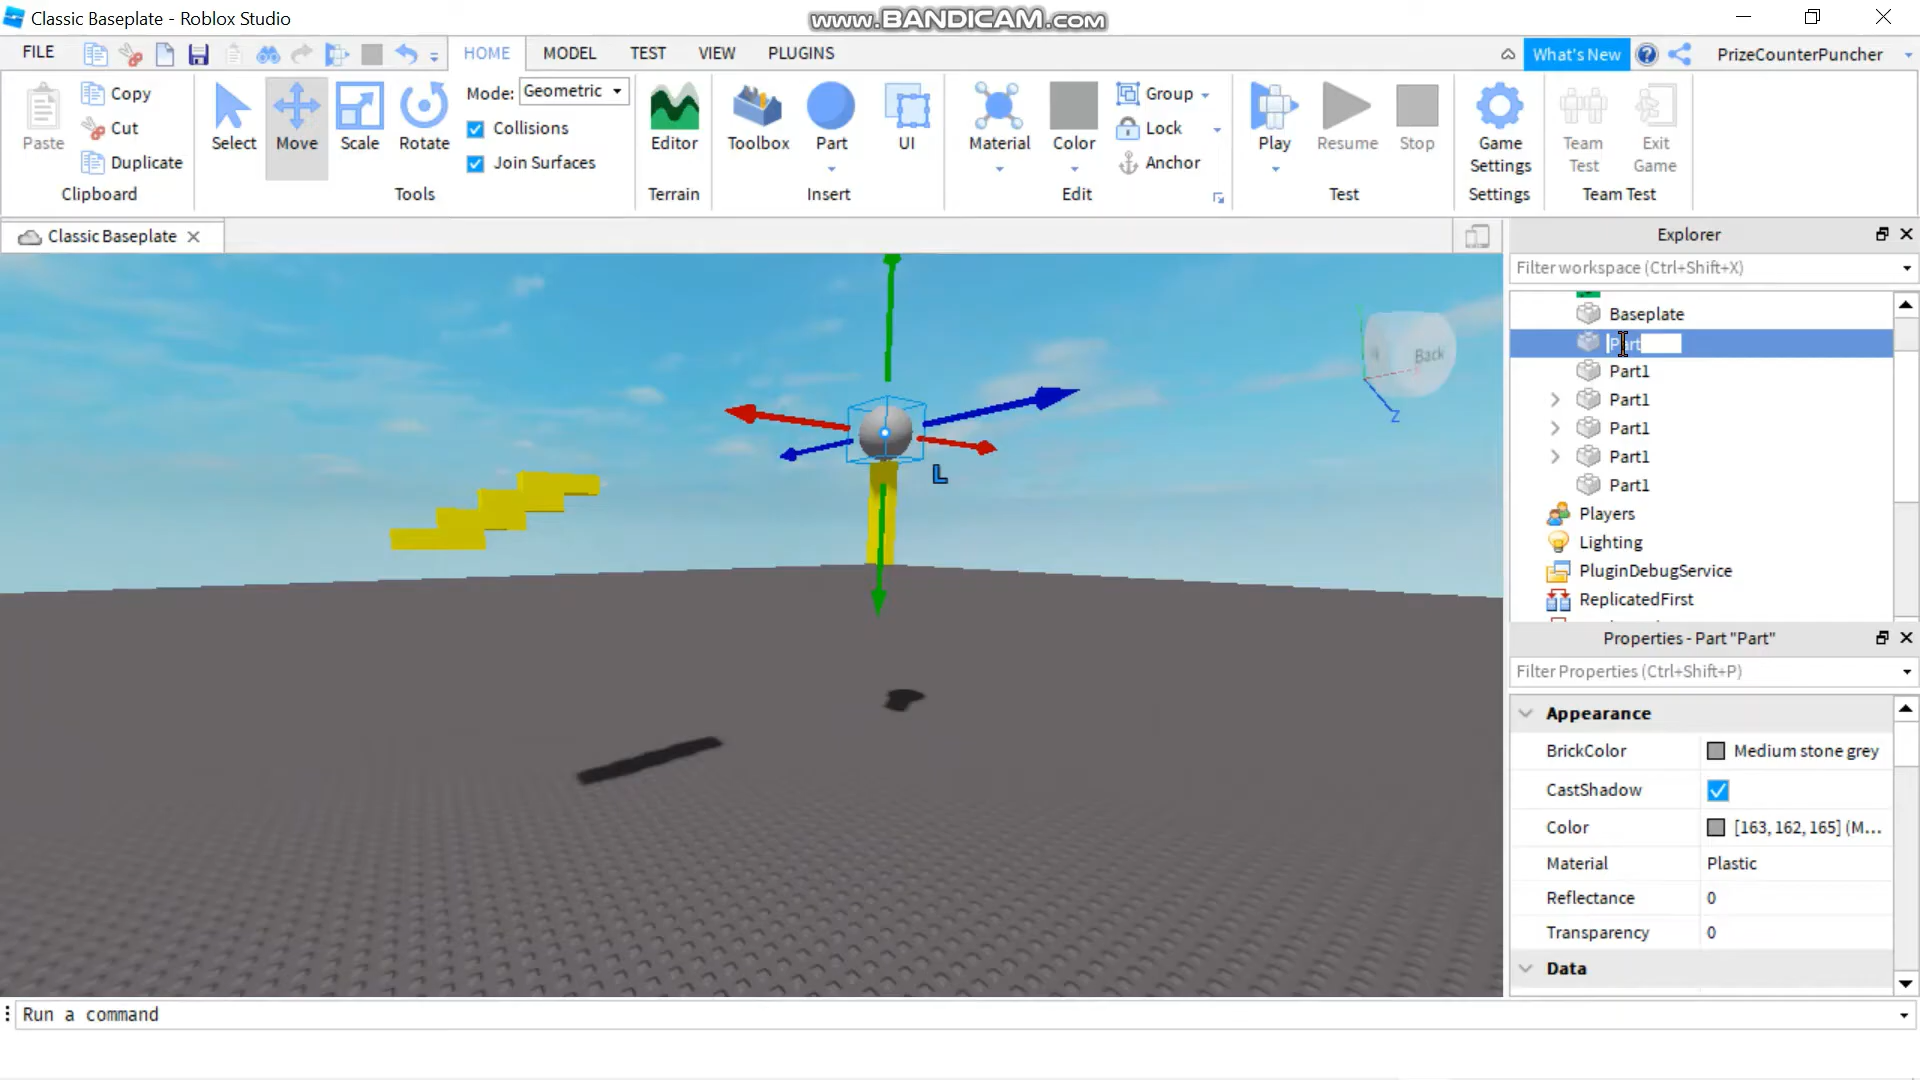 Classic Baseplate - Roblox Studio
www.BANDICAM.com
FILE
HOME
MODEL
TEST
VIEW
PLUGINS
What's New
PrizeCounterPuncher
Paste
Copy
Cut
Duplicate
Clipboard
Select
Move
Scale
Rotate
Mode: Geometric
Collisions
Join Surfaces
Tools
Editor
Terrain
Toolbox
Part
UI
Insert
Material
Color
Group
Lock
Anchor
Edit
Play
Resume
Stop
Test
Game Settings
Settings
Team Test
Exit Game
Team Test
Classic Baseplate
Back
Z
L
Explorer
Filter workspace (Ctrl+Shift+X)
Baseplate
Part
Part1
Part1
Part1
Part1
Part1
Players
Lighting
PluginDebugService
ReplicatedFirst
Properties - Part "Part"
Filter Properties (Ctrl+Shift+P)
Appearance
BrickColor Medium stone grey
CastShadow
Color [163, 162, 165] (M...
Material Plastic
Reflectance 0
Transparency 0
Data
Run a command